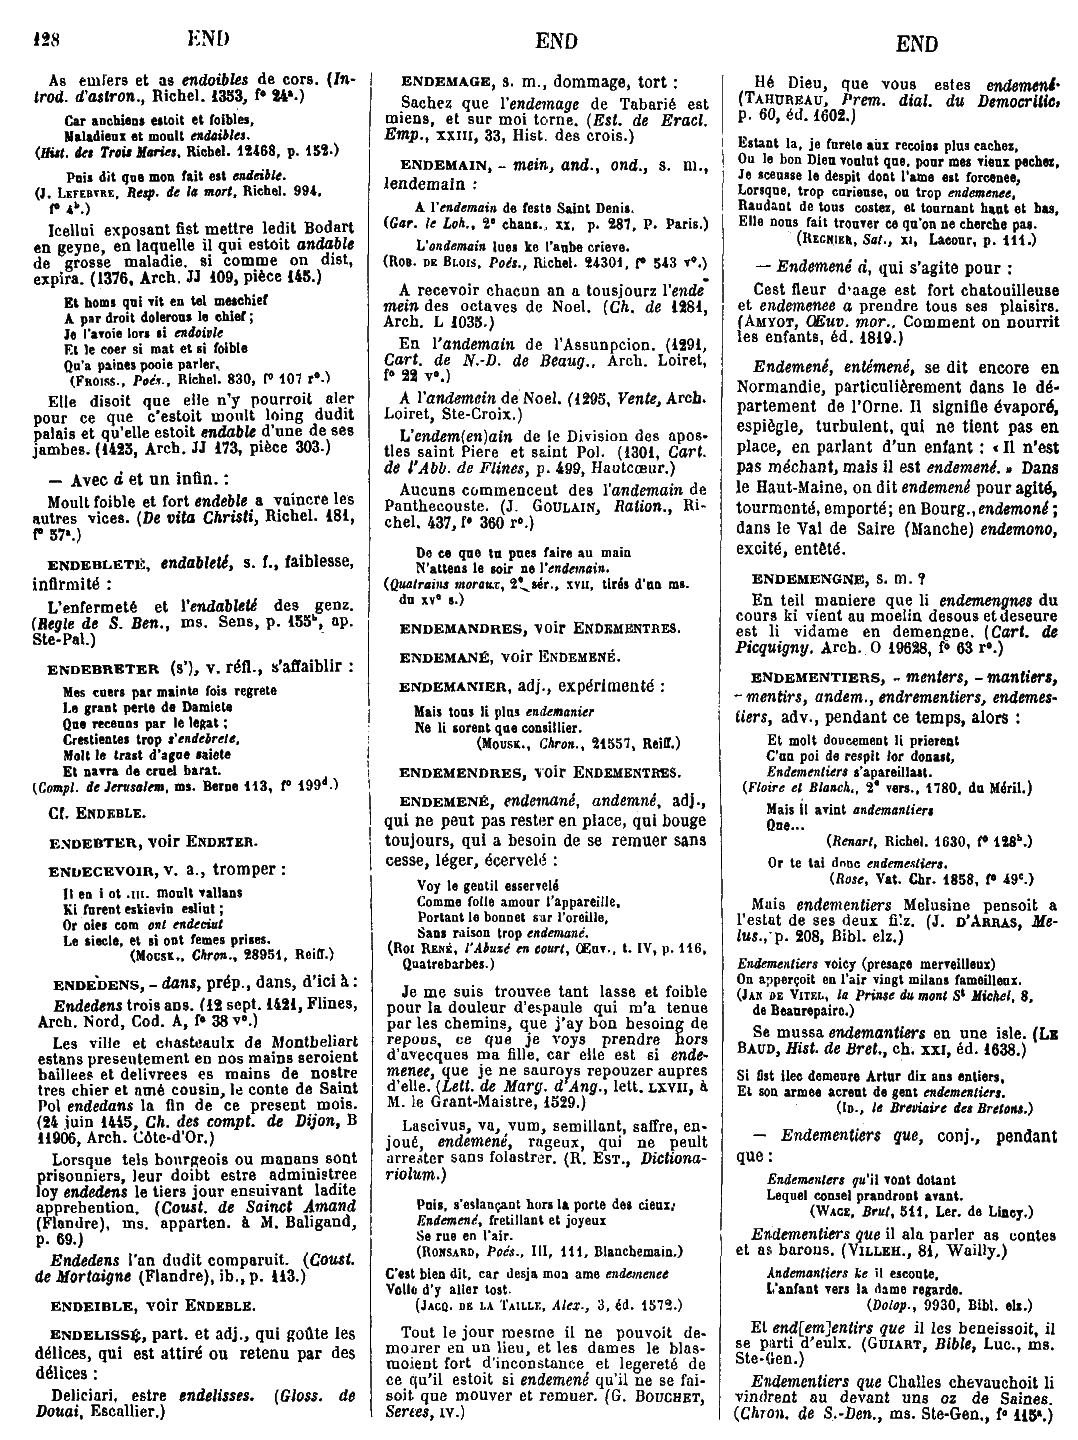 128 END END END
As emfers et as endoibles de cors. (In-
trod. d'astron., Richel. 1353, f° 24ª.)
Car anchiens estoit et foibles,
Maladieux et moult endaibles.
(Hist. des Trois Maries, Richel. 12468, p. 152.)
Puis dit que mon fait est endeible.
(J. LEFEBVRE, Resp. de la mort, Richel. 994,
f° 4ᵇ.)
Icellui exposant fist mettre ledit Bodart
en geyne, en laquelle il qui estoit andable
de grosse maladie, si comme on dist,
expira. (1376, Arch. JJ 109, pièce 145.)
Et homs qui vit en tel meschief
A par droit dolerous le chief ;
Je l'avoie lors si endoivle
Et le coer si mat et si foible
Qu'a paines pooie parler.
(FROISS., Poés., Richel. 830, f° 107 r°.)
Elle disoit que elle n'y pourroit aler
pour ce que c'estoit moult loing dudit
palais et qu'elle estoit endable d'une de ses
jambes. (1425, Arch. JJ 173, pièce 303.)
— Avec à et un infin. :
Moult foible et fort endeble a vaincre les
autres vices. (De vita Christi, Richel. 181,
f° 57ª.)
ENDEBLETÉ, endableté, s. f., faiblesse,
infirmité :
L'enfermeté et l'endableté des genz.
(Regle de S. Ben., ms. Sens, p. 155ᵇ, ap.
Ste-Pal.)
ENDEBRETER (s'), v. réfl., s'affaiblir :
Mes cuers par mainte fois regrete
Le grant perte de Damiete
Que receus par le legat ;
Crestientes trop s'endebrete,
Molt le trast d'ague saiete
Et navra de cruel barat.
(Compl. de Jerusalem, ms. Berne 113, f° 199ᵈ.)
Cf. ENDEBLE.
ENDEBTER, voir ENDETER.
ENDECEVOIR, v. a., tromper :
Il en i ot .III. moult vallans
Ki furent eskievin esliut ;
Or oies com ont endeciut
Le siecle, et si ont femes prises.
(MOUSK., Chron., 28951, Reiff.)
ENDEDENS, - dans, prép., dans, d'ici à :
Endedens trois ans. (12 sept. 1421, Flines,
Arch. Nord, Cod. A, f° 38 v°.)
Les ville et chasteaulx de Montbeliart
estans presentement en nos mains seroient
baillees et delivrees es mains de nostre
tres chier et amé cousin, le conte de Saint
Pol endedans la fin de ce present mois.
(24 juin 1445, Ch. des compt. de Dijon, B
11906, Arch. Côte-d'Or.)
Lorsque tels bourgeois ou manans sont
prisonniers, leur doibt estre administree
loy endedens le tiers jour ensuivant ladite
apprehention. (Coust. de Sainct Amand
(Flandre), ms. apparten. à M. Baligand,
p. 69.)
Endedens l'an dudit comparuit. (Coust.
de Mortaigne (Flandre), ib., p. 113.)
ENDEIBLE, voir ENDEBLE.
ENDELISSÉ, part. et adj., qui goûte les
délices, qui est attiré ou retenu par des
délices :
Deliciari, estre endelisses. (Gloss. de
Douai, Escallier.)
ENDEMAGE, s. m., dommage, tort :
Sachez que l'endemage de Tabarié est
miens, et sur moi torne. (Est. de Eracl.
Emp., XXIII, 33, Hist. des crois.)
ENDEMAIN, - mein, and., ond., s. m.,
lendemain :
A l'endemain de feste Saint Denis.
(Gar. le Loh., 2ᵉ chans., XX, p. 287, P. Paris.)
L'ondemain lues ke l'aube crieve.
(ROB. DE BLOIS, Poés., Richel. 24301, f° 543 v°.)
A recevoir chacun an a tousjourz l'ende
mein des octaves de Noel. (Ch. de 1281,
Arch. L 1035.)
En l'andemain de l'Assunpcion. (1291,
Cart. de N.-D. de Beaug., Arch. Loiret,
f° 22 v°.)
A l'andemein de Noel. (1295, Vente, Arch.
Loiret, Ste-Croix.)
L'endem(en)ain de le Division des apos-
tles saint Piere et saint Pol. (1301, Cart.
de l'Abb. de Flines, p. 499, Hautcœur.)
Aucuns commencent des l'andemain de
Panthecouste. (J. GOULAIN, Ration., Ri-
chel. 437, f° 360 r°.)
De ce que tu pues faire au main
N'attens le soir ne l'endemain.
(Quatrains moraux, 2ᵉ sér., XVII, tirés d'un ms.
du XVᵉ s.)
ENDEMANDRES, voir ENDEMENTRES.
ENDEMANÉ, voir ENDEMENÉ.
ENDEMANIER, adj., expérimenté :
Mais tous li plus endemanier
Ne li sorent que consillier.
(MOUSK., Chron., 21557, Reiff.)
ENDEMENDRES, voir ENDEMENTRES.
ENDEMENÉ, endemané, andemné, adj.,
qui ne peut pas rester en place, qui bouge
toujours, qui a besoin de se remuer sans
cesse, léger, écervelé :
Voy le gentil esservelé
Comme folle amour l'appareille,
Portant le bonnet sur l'oreille,
Sans raison trop endemané.
(ROI RENÉ, l'Abuzé en court, Œuv., t. IV, p. 116,
Quatrebarbes.)
Je me suis trouvee tant lasse et foible
pour la douleur d'espaule qui m'a tenue
par les chemins, que j'ay bon besoing de
repous, ce que je voys prendre hors
d'avecques ma fille, car elle est si ende-
menee, que je ne sauroys repouzer aupres
d'elle. (Lett. de Marg. d'Ang., lett. LXVII, à
M. le Grant-Maistre, 1529.)
Lascivus, va, vum, semillant, saffre, en-
joué, endemené, rageux, qui ne peult
arrester sans folastrer. (R. EST., Dictiona-
riolum.)
Puis, s'eslançant hors la porte des cieux,
Endemené, fretillant et joyeux
Se rue en l'air.
(RONSARD, Poés., III, 111, Blanchemain.)
C'est bien dit, car desja mon ame endemenee
Volle d'y aller tost.
(JACQ. DE LA TAILLE, Alex., 3, éd. 1572.)
Tout le jour mesme il ne pouvoit de-
mourer en un lieu, et les dames le blas-
moient fort d'inconstance et legereté de
ce qu'il estoit si endemené qu'il ne se fai-
soit que mouver et remuer. (G. BOUCHET,
Serees, IV.)
Hé Dieu, que vous estes endemené.
(TAHUREAU, Prem. dial. du Democritic,
p. 60, éd. 1602.)
Estant la, je furete aux recoins plus cachez,
Ou le bon Dieu voulut que, pour mes vieux pechez,
Je sceusse le despit dont l'ame est forcenee,
Lorsque, trop curieuse, ou trop endemenee,
Raudant de tous costez, et tournant haut et bas,
Elle nous fait trouver ce qu'on ne cherche pas.
(REGNIER, Sat., XI, Lacour, p. 111.)
— Endemené à, qui s'agite pour :
Cest fleur d'aage est fort chatouilleuse
et endemenee a prendre tous ses plaisirs.
(AMYOT, Œuv. mor., Comment on nourrit
les enfants, éd. 1819.)
Endemené, entémené, se dit encore en
Normandie, particulièrement dans le dé-
partement de l'Orne. Il signifie évaporé,
espiègle, turbulent, qui ne tient pas en
place, en parlant d'un enfant : « Il n'est
pas méchant, mais il est endemené. » Dans
le Haut-Maine, on dit endemené pour agité,
tourmenté, emporté; en Bourg., endemoné ;
dans le Val de Saire (Manche) endemono,
excité, entêté.
ENDEMENGNE, s. m. ?
En teil maniere que li endemengnes du
cours ki vient au moelin desous et deseure
est li vidame en demengne. (Cart. de
Picquigny, Arch. O 19628, f° 63 r°.)
ENDEMENTIERS, - menters, - mantiers,
- mentirs, andem., endrementiers, endemes-
tiers, adv., pendant ce temps, alors :
Et molt doucement li prierent
C'un poi de respit lor donast,
Endementiers s'apareillast.
(Floire et Blanch., 2ᵉ vers., 1780, du Méril.)
Mais il avint andemantiers
Que...
(Renart, Richel. 1630, f° 128ᵇ.)
Or te tai donc endemestiers.
(Rose, Vat. Chr. 1858, f° 49ᶜ.)
Mais endementiers Melusine pensoit a
l'estat de ses deux filz. (J. D'ARRAS, Me-
lus., p. 208, Bibl. elz.)
Endementiers voicy (presage merveilleux)
On apperçoit en l'air vingt milans fameilleux.
(JAN DE VITEL, la Prinse du mont Sᵗ Michel, 8,
de Beaurepaire.)
Se mussa endemantiers en une isle. (LE
BAUD, Hist. de Bret., ch. XXI, éd. 1638.)
Si fist ilec demeure Artur dix ans entiers,
Et son armee acreut de gent endementiers.
(ID., le Breviaire des Bretons.)
— Endementiers que, conj., pendant
que :
Endementers qu'il vont dotant
Lequel consel prandront avant.
(WACE, Brut, 511, Ler. de Lincy.)
Endementiers que il ala parler as contes
et as barons. (VILLEH., 81, Wailly.)
Andemantiers ke il escoute,
L'anfant vers la dame regarde.
(Dolop., 9930, Bibl. elz.)
Et end[em]entirs que il les beneissoit, il
se parti d'eulx. (GUIART, Bible, Luc., ms.
Ste-Gen.)
Endementiers que Challes chevauchoit li
vindrent au devant uns oz de Saines.
(Chron. de S.-Den., ms. Ste-Gen., f° 115ª.)